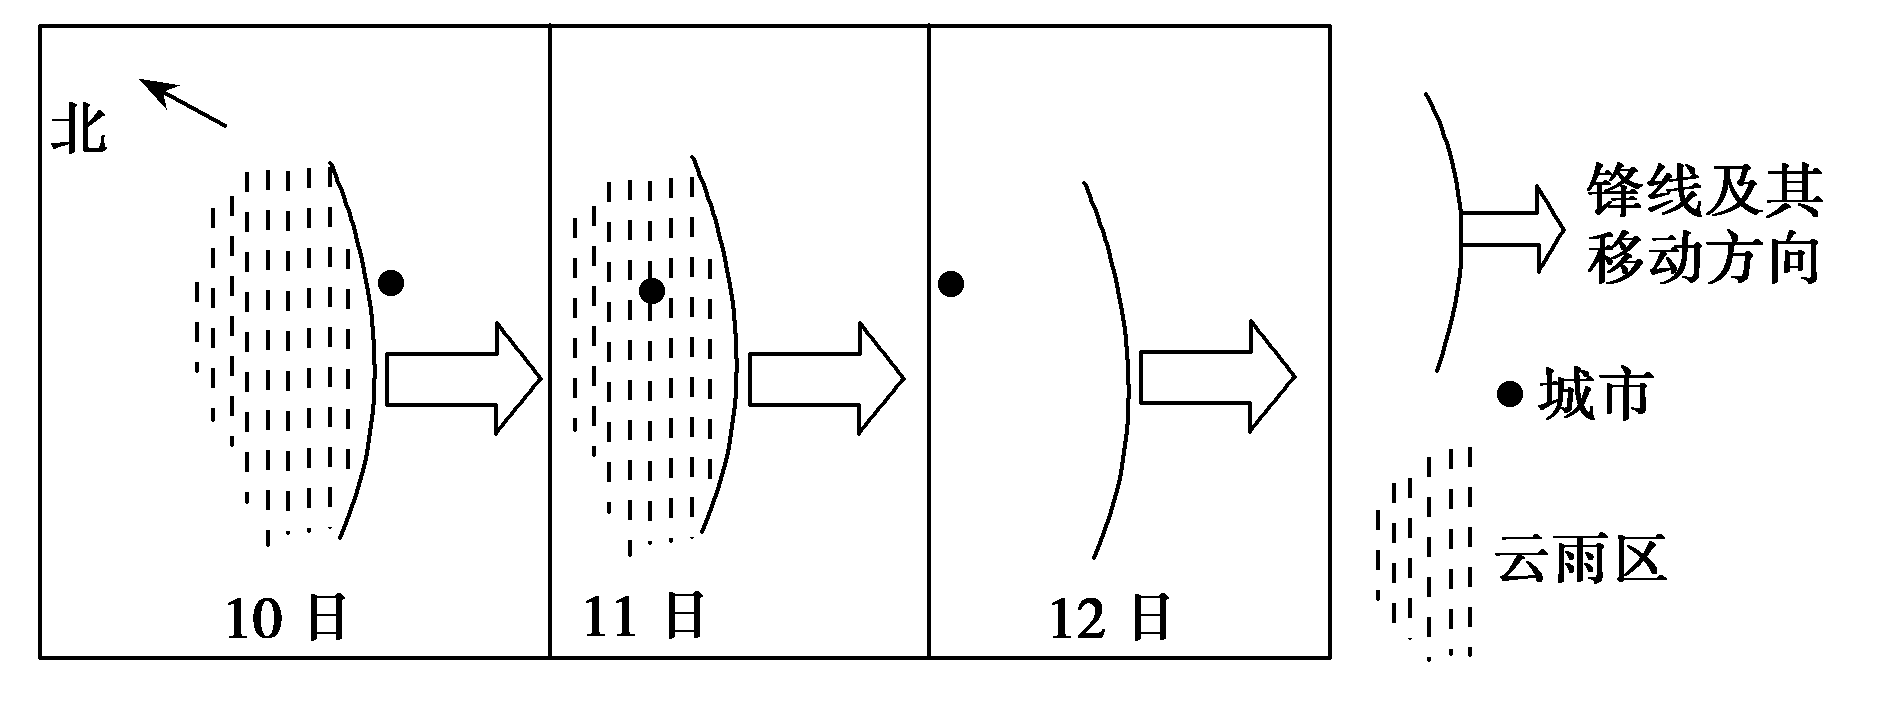 北
10 日
11 日
12 日
锋线及其
移动方向
城市
云雨区